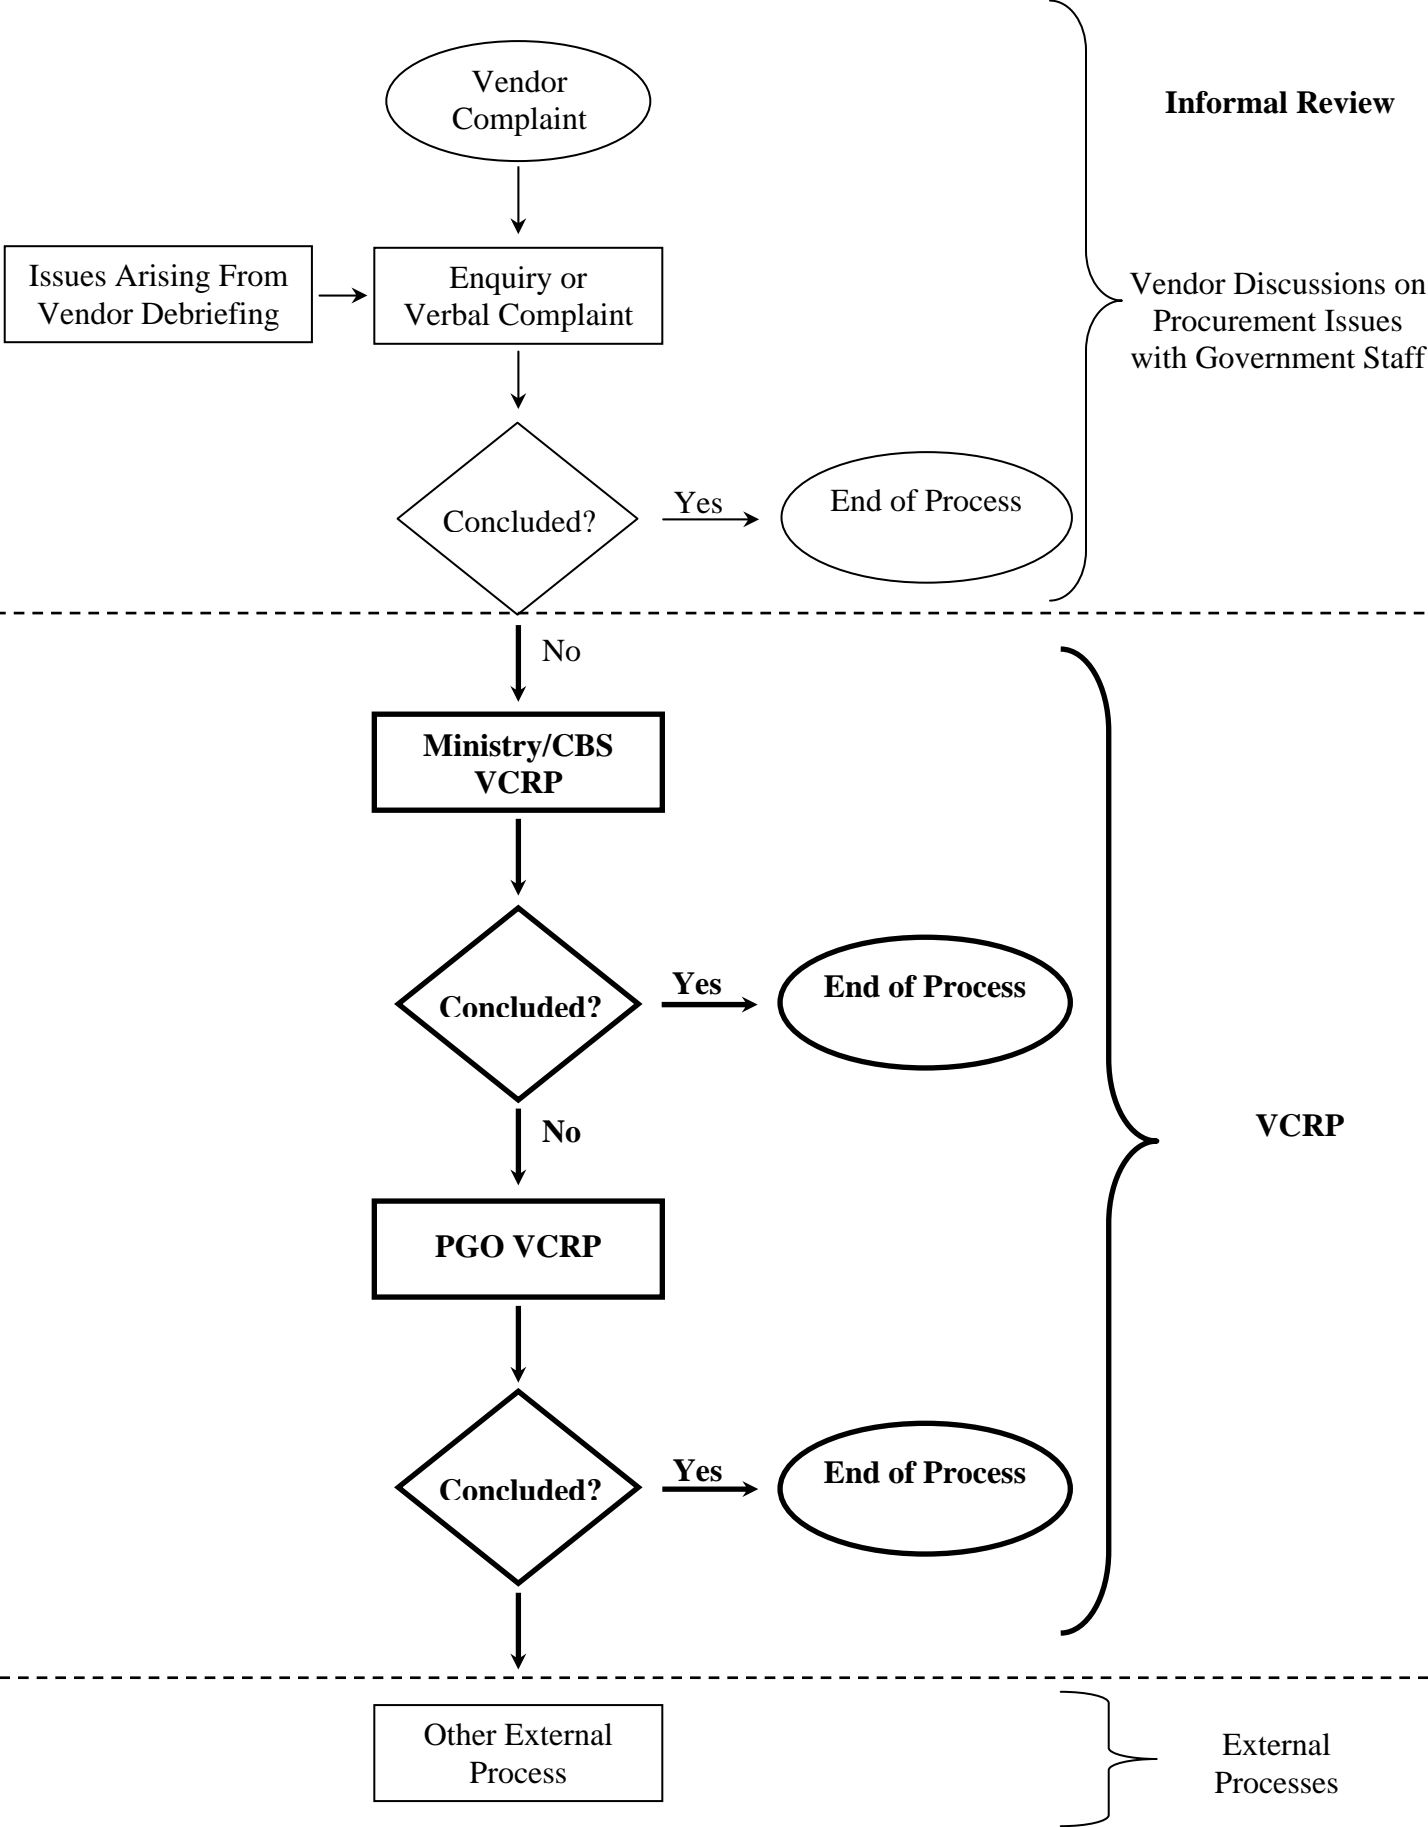 Vendor
Complaint
Informal Review
Issues Arising From
Vendor Debriefing
Enquiry or
Verbal Complaint
Vendor Discussions on
Procurement Issues
with Government Staff
Concluded?
Yes
End of Process
No
Ministry/CBS
VCRP
Concluded?
Yes
End of Process
No
VCRP
PGO VCRP
Concluded?
Yes
End of Process
Other External
Process
External
Processes